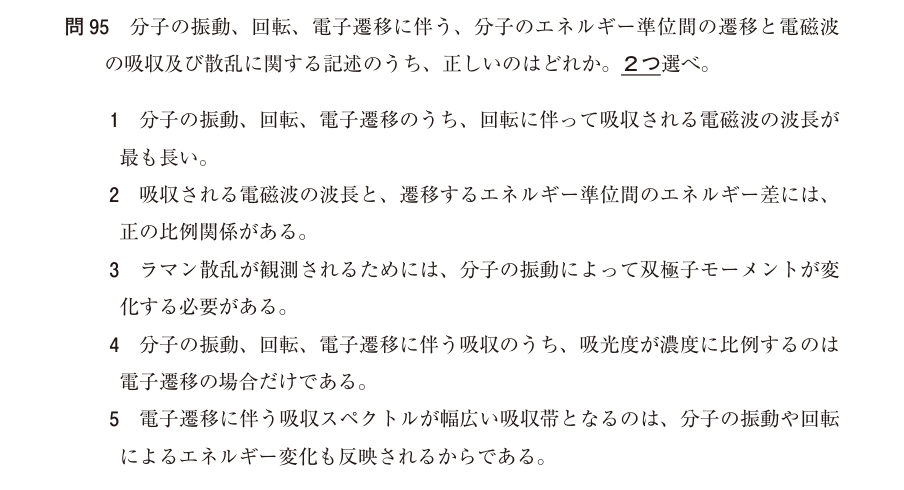 問 95　分子の振動、回転、電子遷移に伴う、分子のエネルギー準位間の遷移と電磁波
の吸収及び散乱に関する記述のうち、正しいのはどれか。２つ選べ。
1　分子の振動、回転、電子遷移のうち、回転に伴って吸収される電磁波の波長が
最も長い。
2　吸収される電磁波の波長と、遷移するエネルギー準位間のエネルギー差には、
正の比例関係がある。
3　ラマン散乱が観測されるためには、分子の振動によって双極子モーメントが変
化する必要がある。
4　分子の振動、回転、電子遷移に伴う吸収のうち、吸光度が濃度に比例するのは
電子遷移の場合だけである。
5　電子遷移に伴う吸収スペクトルが幅広い吸収帯となるのは、分子の振動や回転
によるエネルギー変化も反映されるからである。